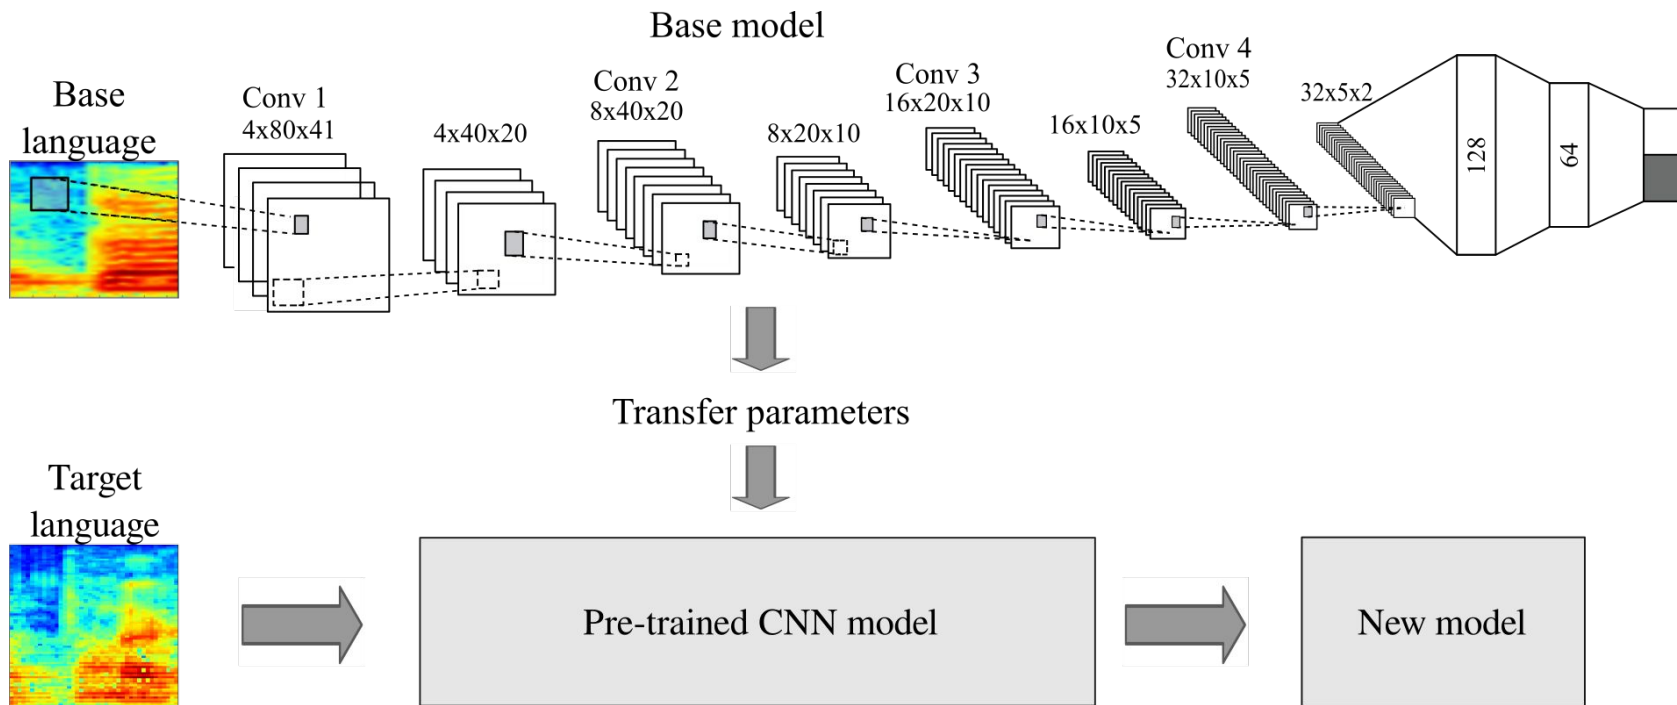 Base model
Base
language
Conv 1
4x80x41
4x40x20
Conv 2
8x40x20
8x20x10
Conv 3
16x20x10
16x10x5
Conv 4
32x10x5
32x5x2
128
64
Transfer parameters
Target
language
Pre-trained CNN model
New model